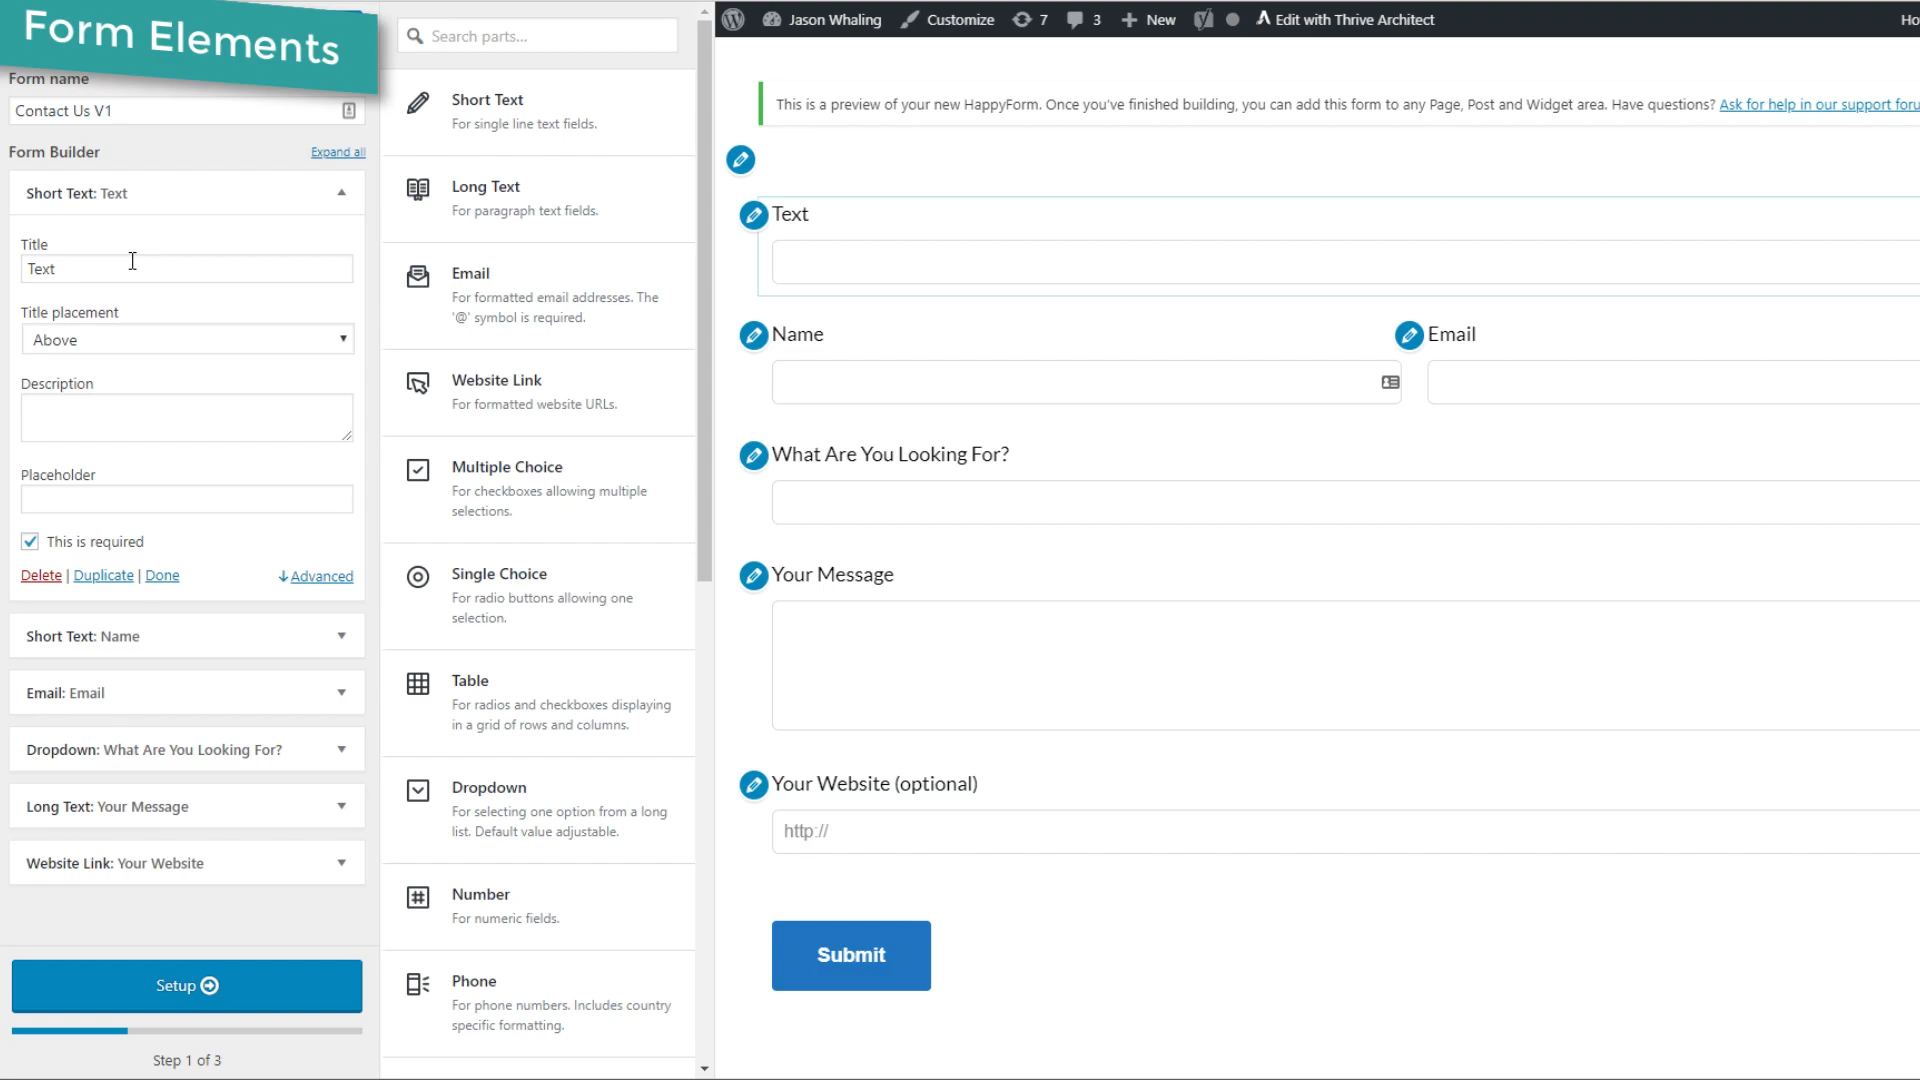 Form Elements
Form name
Contact Us V1
Form Builder
Expand all
Short Text: Text
Title
Text
Title placement
Above
Description
Placeholder
This is required
Delete | Duplicate | Done
Advanced
Short Text: Name
Email: Email
Dropdown: What Are You Looking For?
Long Text: Your Message
Website Link: Your Website
Setup
Step 1 of 3
Search parts...
Short Text
For single line text fields.
Long Text
For paragraph text fields.
Email
For formatted email addresses. The
'@' symbol is required.
Website Link
For formatted website URLs.
Multiple Choice
For checkboxes allowing multiple
selections.
Single Choice
For radio buttons allowing one
selection.
Table
For radios and checkboxes displaying
in a grid of rows and columns.
Dropdown
For selecting one option from a long
list. Default value adjustable.
Number
For numeric fields.
Phone
For phone numbers. Includes country
specific formatting.
Jason Whaling Customize 7 3 New Edit with Thrive Architect Ho
This is a preview of your new HappyForm. Once you've finished building, you can add this form to any Page, Post and Widget area. Have questions? Ask for help in our support foru
Text
Name
Email
What Are You Looking For?
Your Message
Your Website (optional)
http://
Submit